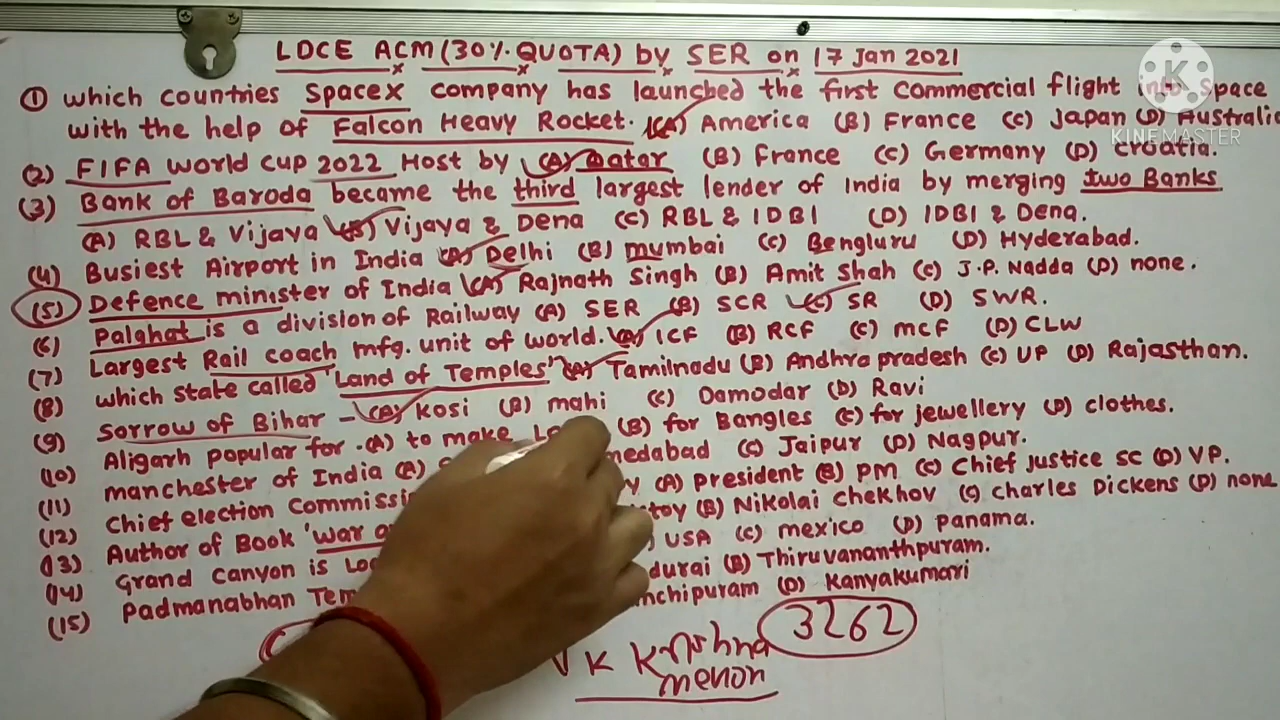 LDCE ACM (30% QUOTA) by SER on 17 Jan 2021
① which countries SpaceX company has launched the first commercial flight into space
with the help of Falcon Heavy Rocket. (A) America (B) France (C) Japan (D) Australia
(2) FIFA World Cup 2022 Host by (A) Qatar (B) France (C) Germany (D) Croatia.
(3) Bank of Baroda became the third largest lender of India by merging two Banks
(A) RBL & Vijaya (B) Vijaya & Dena (C) RBL & IDBI (D) IDBI & Dena.
(4) Busiest Airport in India (A) Delhi (B) mumbai (C) Bengluru (D) Hyderabad.
(5) Defence minister of India (A) Rajnath Singh (B) Amit shah (C) J.P. Nadda (D) none.
(6) Palghat is a division of Railway (A) SER (B) SCR (C) SR (D) SWR.
(7) Largest Rail coach mfg. unit of world. (A) ICF (B) RCF (C) MCF (D) CLW
(8) which state called 'Land of Temples' (A) Tamilnadu (B) Andhra pradesh (C) UP (D) Rajasthan.
(9) Sorrow of Bihar - (A) Kosi (B) mahi (C) Damodar (D) Ravi
(10) Aligarh popular for . (A) to make (B) for Bangles (C) for jewellery (D) clothes.
(11) manchester of India (A) (C) Jaipur (D) Nagpur.
(12) Chief election (A) President (B) PM (C) Chief justice SC (D) VP.
(13) Author of Book 'war (B) Nikolai Chekhov (C) charles Dickens (D) none
(14) Grand Canyon is USA (C) mexico (D) panama.
(15) Padmanabhan (B) Thiruvananthpuram.
(D) Kanyakumari
V K Krishna 3262
menon
K
KINEMASTER